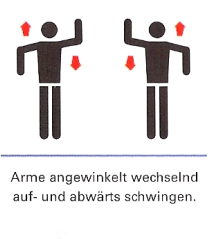 Arme angewinkelt wechselnd
auf- und abwärts schwingen.